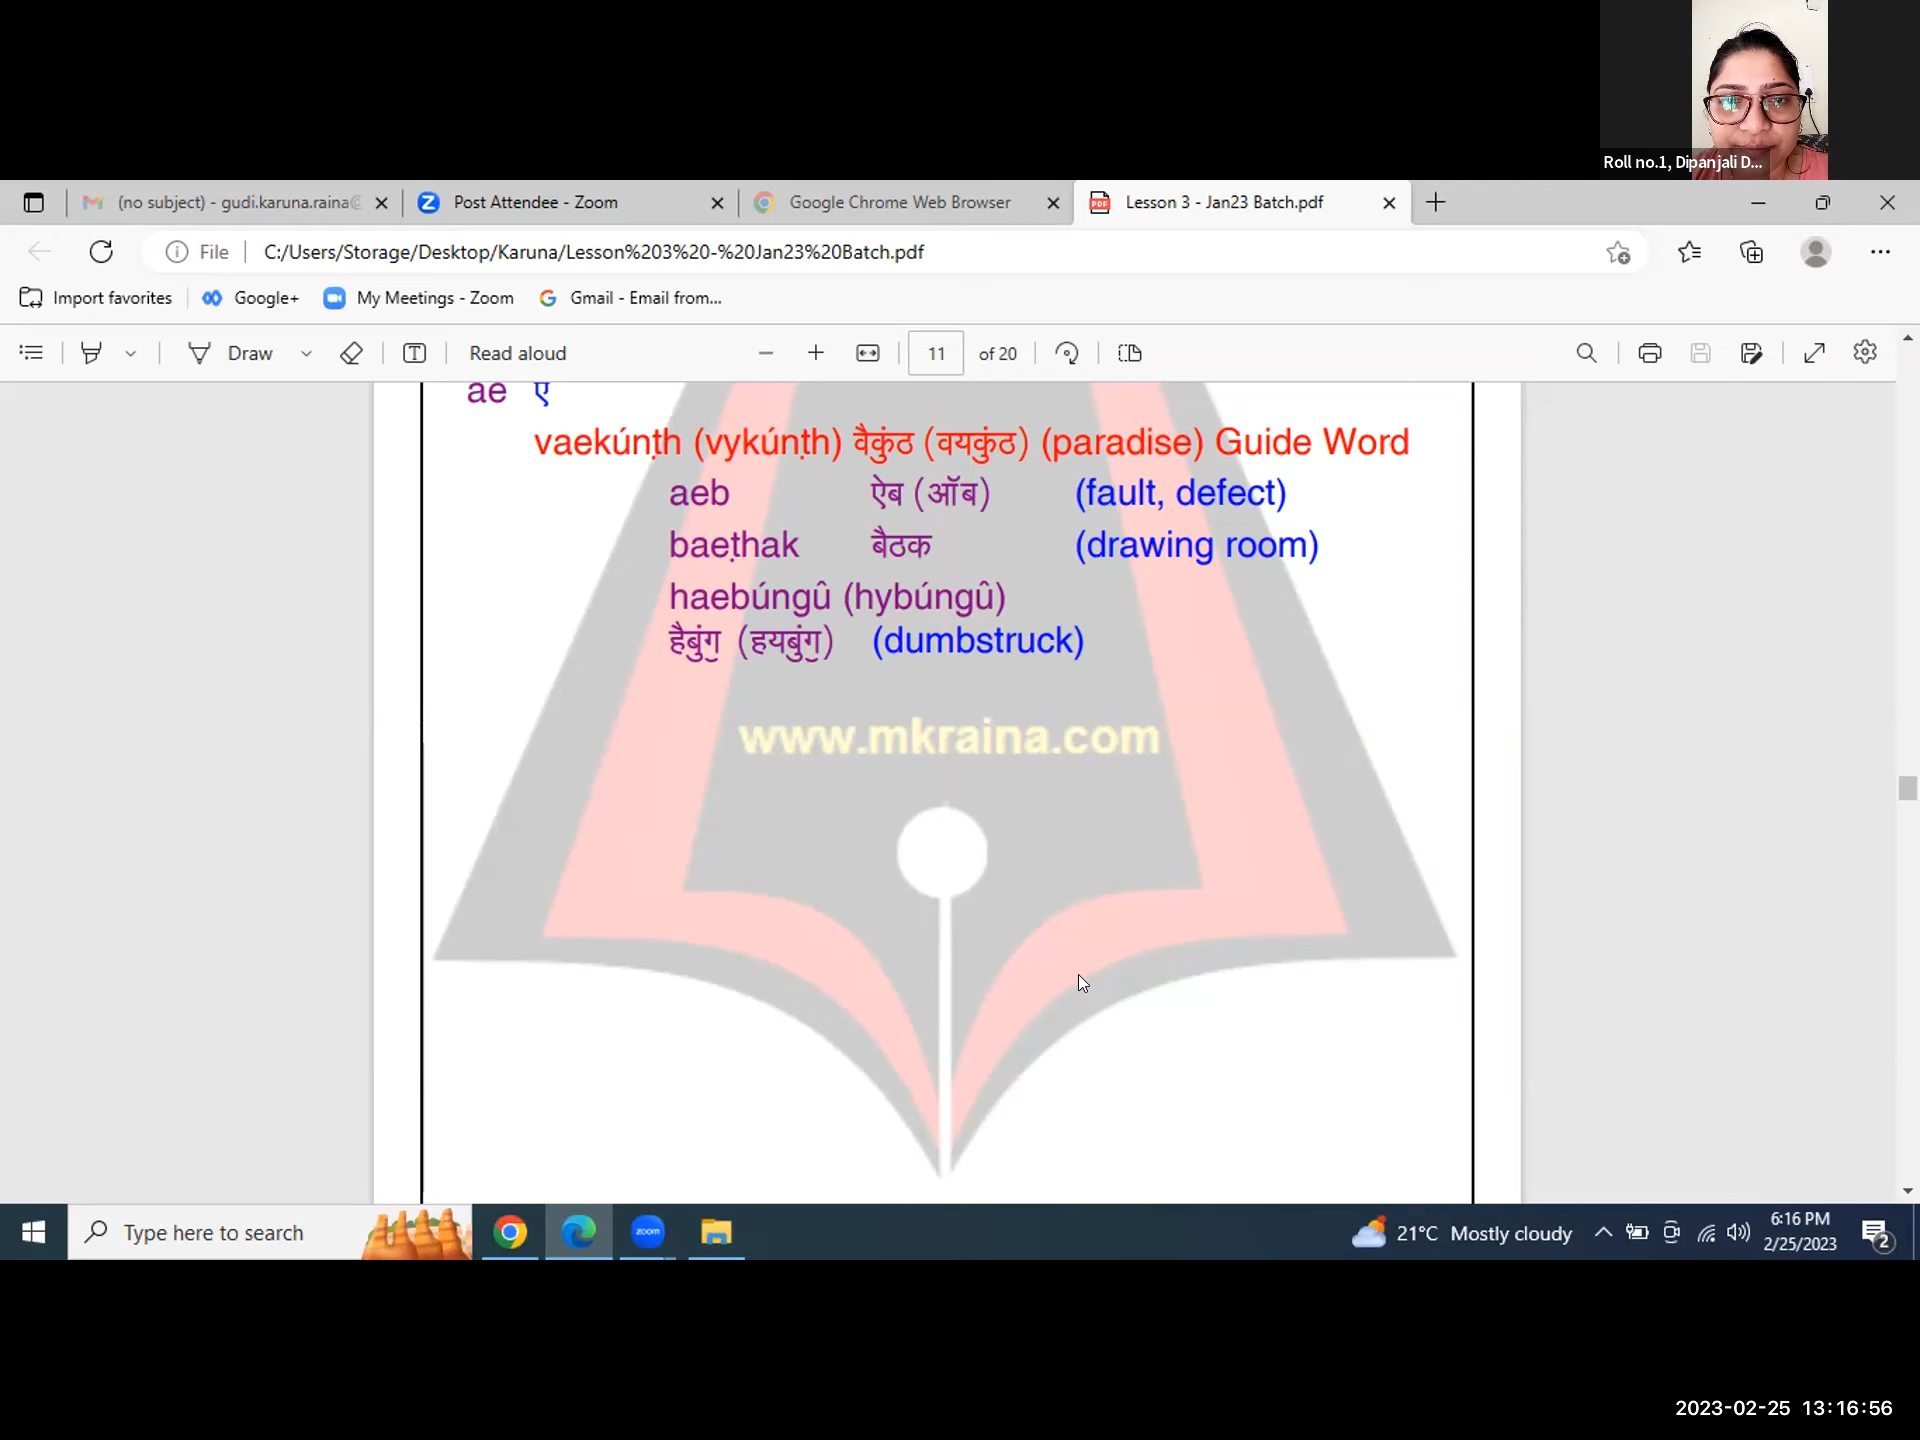 Roll no.1, Dipanjali D...
(no subject) - gudi.karuna.raina@
Post Attendee - Zoom
Google Chrome Web Browser
Lesson 3 - Jan23 Batch.pdf
File
C:/Users/Storage/Desktop/Karuna/Lesson%203%20-%20Jan23%20Batch.pdf
Import favorites
Google+
My Meetings - Zoom
Gmail - Email from...
Draw
Read aloud
11 of 20
ae ऐ
vaekúnṭh (vykúnṭh) वैकुंठ (वयकुंठ) (paradise) Guide Word
aeb ऐब (ऑब) (fault, defect)
baeṭhak बैठक (drawing room)
haebúngû (hybúngû)
हैबुंग॒ (हयबुंग॒) (dumbstruck)
www.mkraina.com
Type here to search
zoom
21°C Mostly cloudy
6:16 PM
2/25/2023
2
2023-02-25 13:16:56